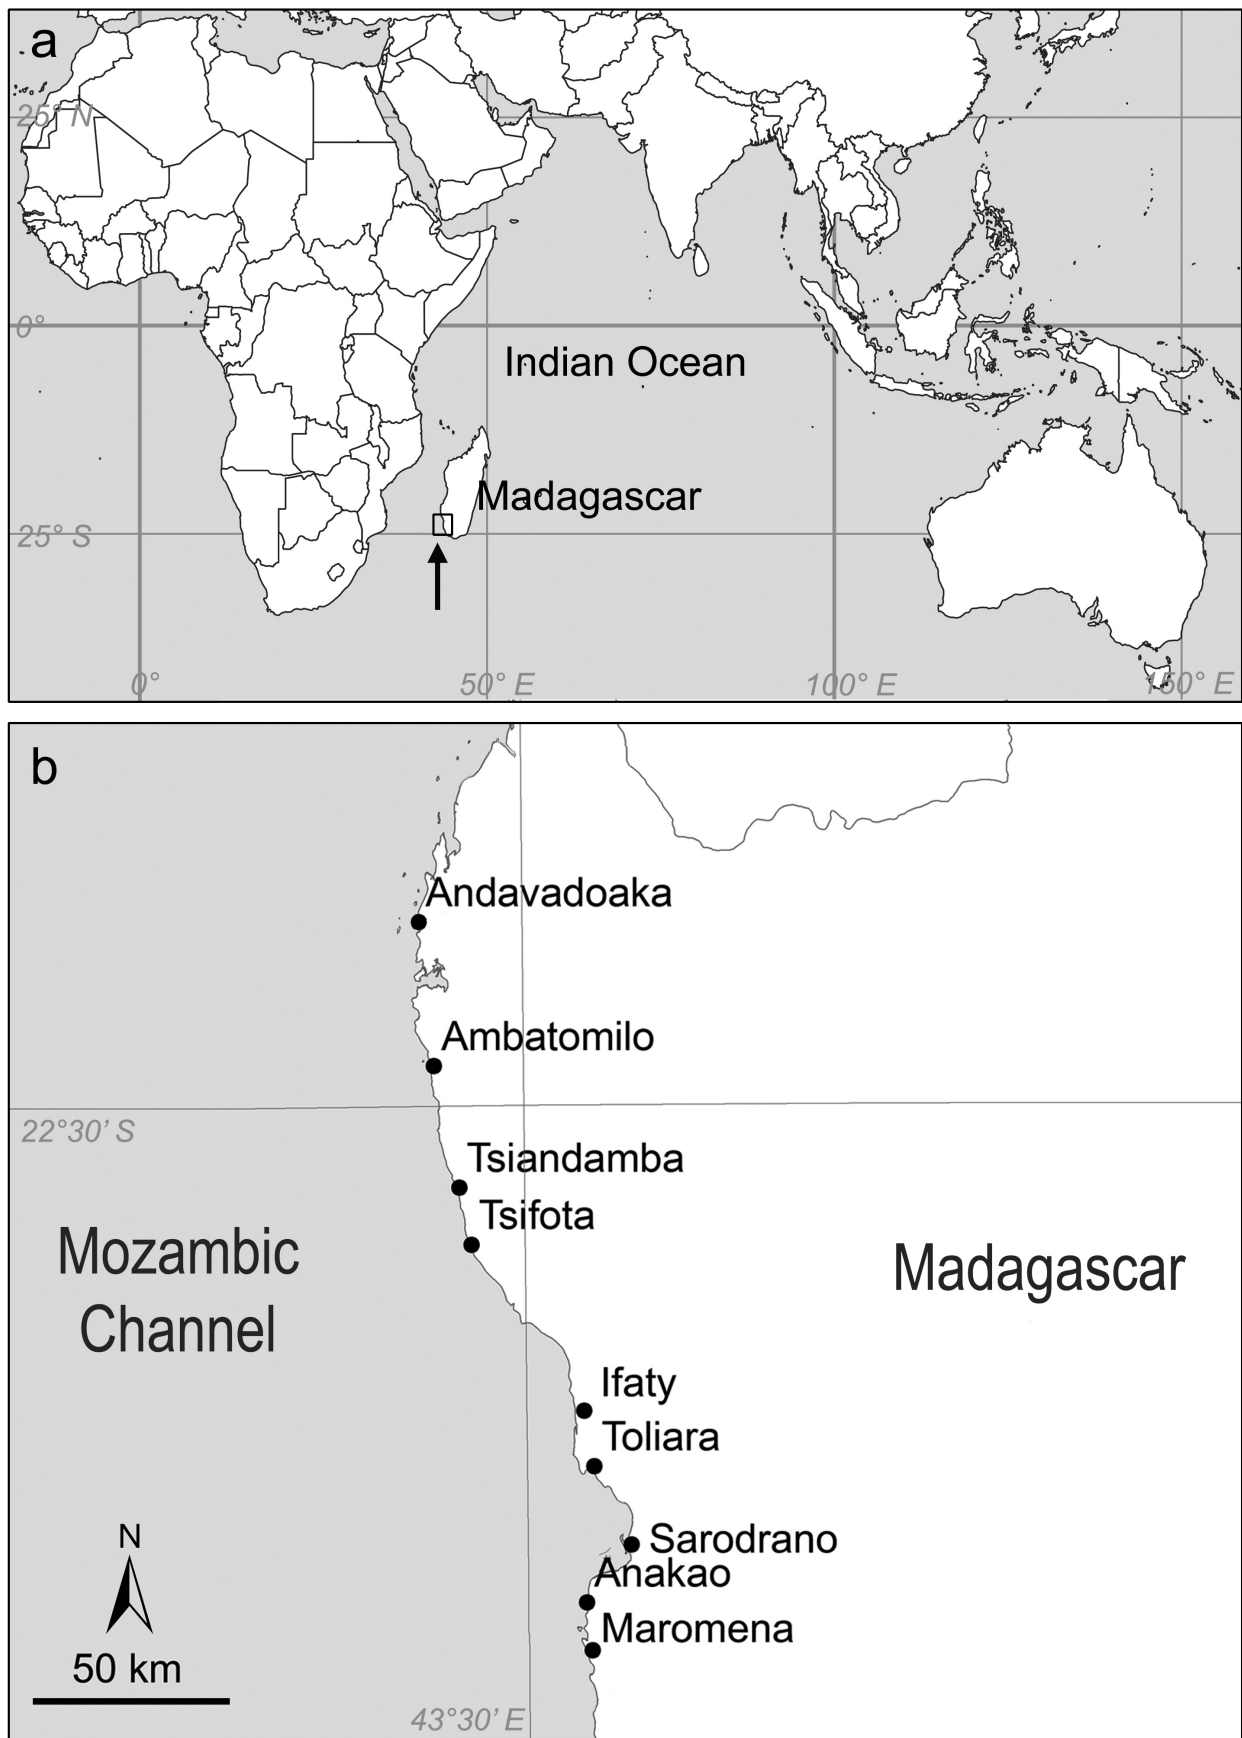 a
25° N
0°
Indian Ocean
Madagascar
25° S
0°
50° E
100° E
150° E
b
Andavadoaka
Ambatomilo
22°30’ S
Tsiandamba
Tsifota
Mozambic
Channel
Madagascar
Ifaty
Toliara
N
Sarodrano
Anakao
Maromena
50 km
43°30’ E